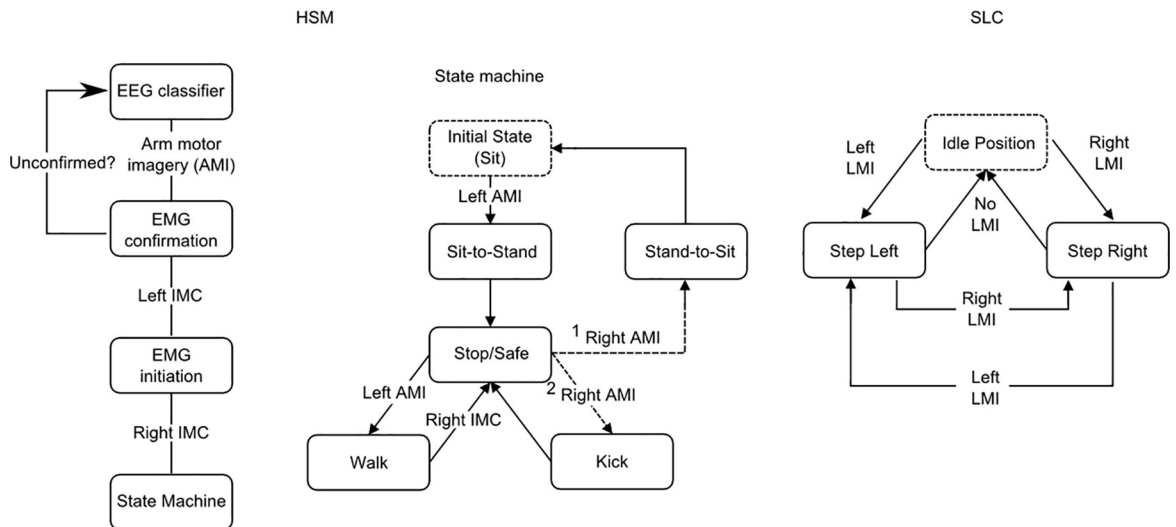 HSM
SLC
EEG classifier
Arm motor
imagery (AMI)
Unconfirmed?
EMG
confirmation
Left IMC
EMG
initiation
Right IMC
State Machine
State machine
Initial State
(Sit)
Left AMI
Sit-to-Stand
Stand-to-Sit
Stop/Safe
1 Right AMI
Left AMI
2 Right AMI
Right IMC
Walk
Kick
Idle Position
Left
LMI
Right
LMI
No
LMI
Step Left
Step Right
Right
LMI
Left
LMI